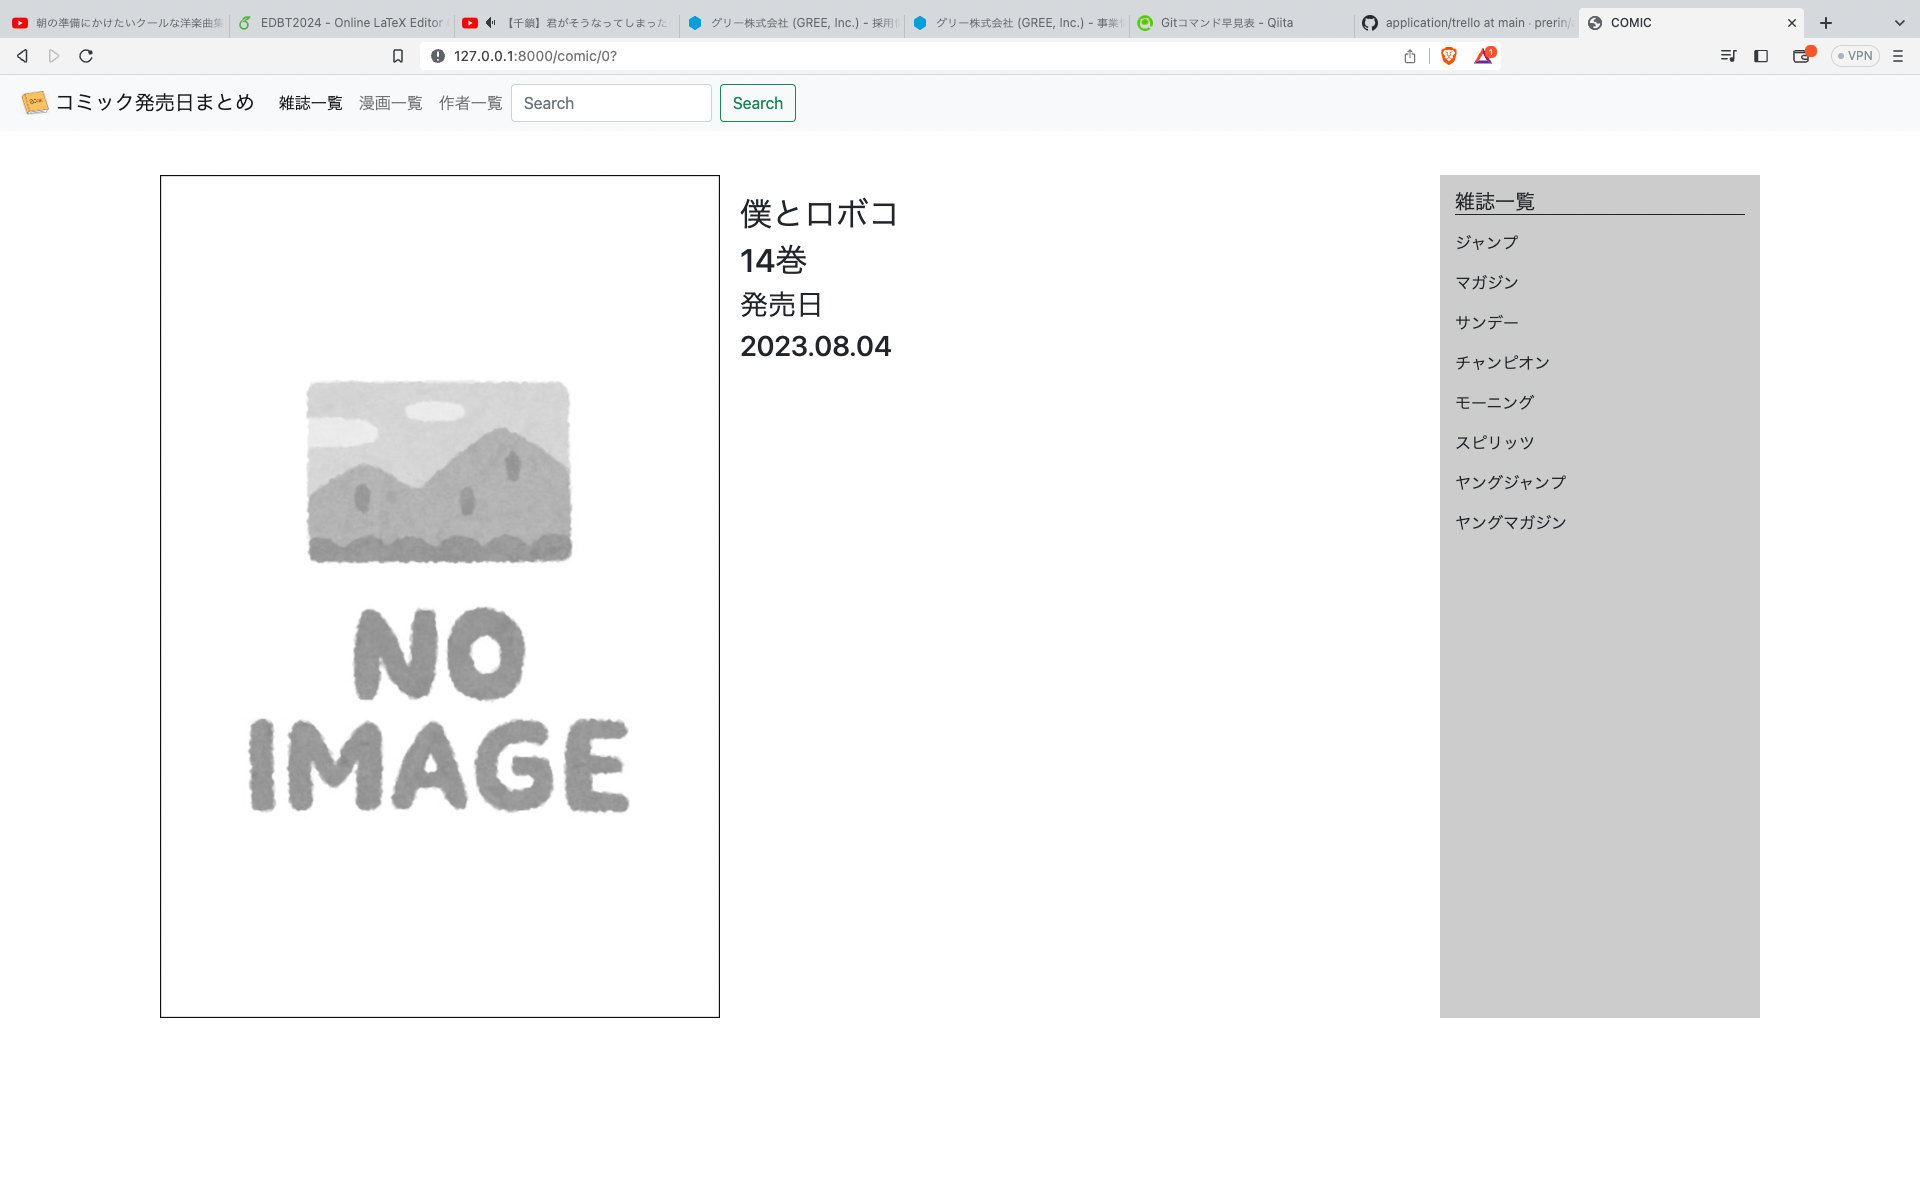 朝の準備にかけたいクールな洋楽曲集
EDBT2024 - Online LaTeX Editor
【千鎖】君がそうなってしまった
グリー株式会社 (GREE, Inc.) - 採用
グリー株式会社 (GREE, Inc.) - 事業
Gitコマンド早見表 - Qiita
application/trello at main · prerin/
COMIC
127.0.0.1:8000/comic/0?
1
VPN
コミック発売日まとめ 雑誌一覧 漫画一覧 作者一覧 Search Search
僕とロボコ
14巻
発売日
2023.08.04
NO
IMAGE
雑誌一覧
ジャンプ
マガジン
サンデー
チャンピオン
モーニング
スピリッツ
ヤングジャンプ
ヤングマガジン